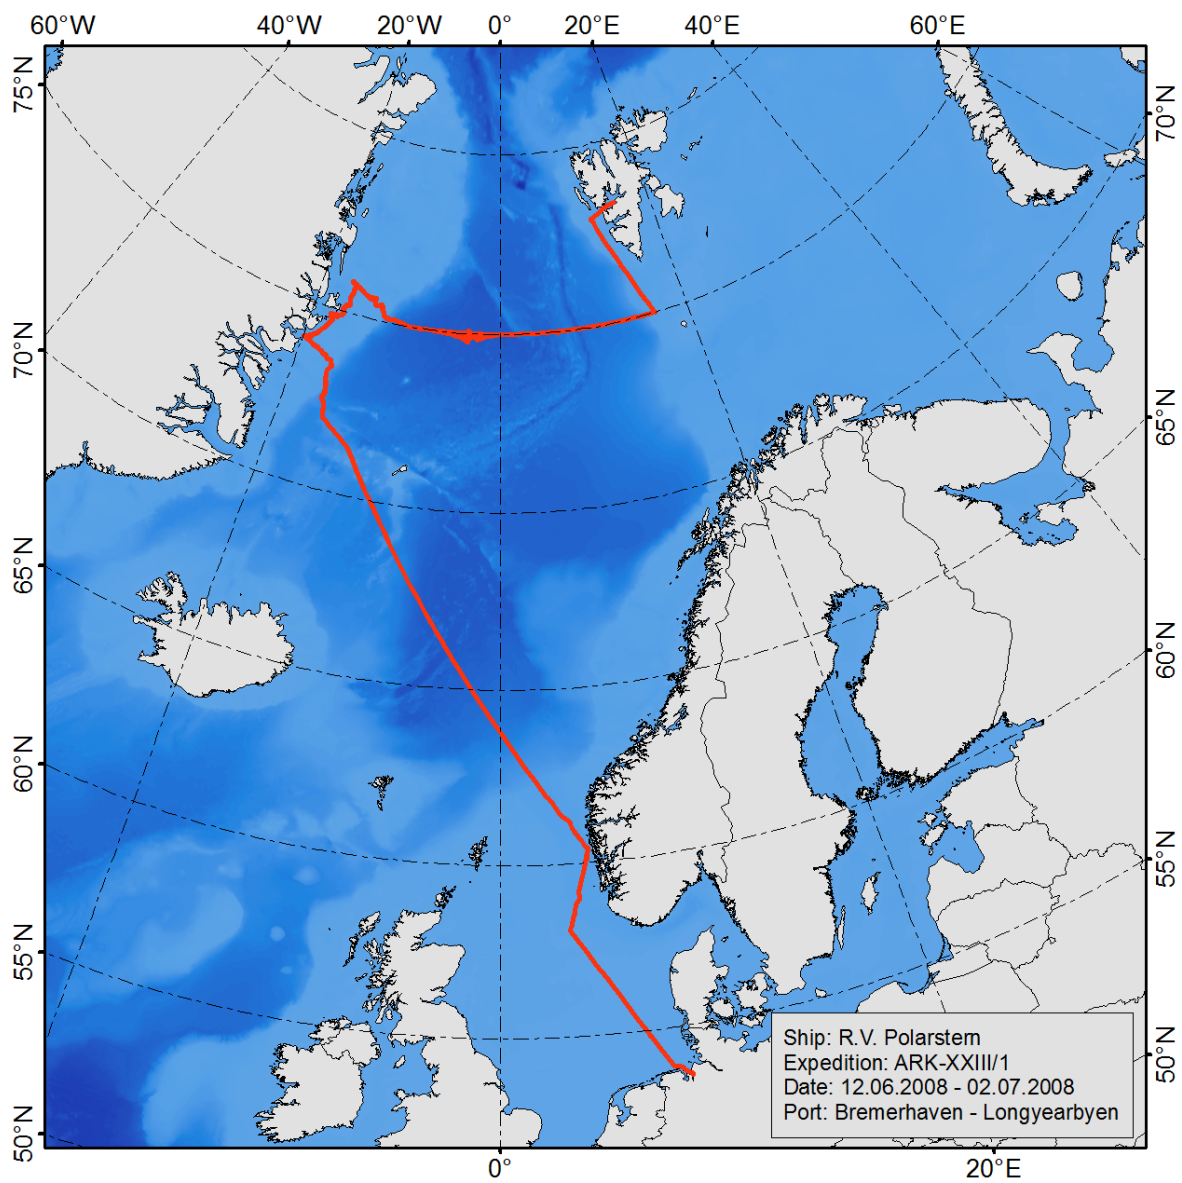 60°W 40°W 20°W 0° 20°E 40°E 60°E
75°N
70°N
70°N
65°N
65°N
60°N
60°N
55°N
55°N
50°N
50°N
Ship: R.V. Polarstern
Expedition: ARK-XXIII/1
Date: 12.06.2008 - 02.07.2008
Port: Bremerhaven - Longyearbyen
0° 20°E